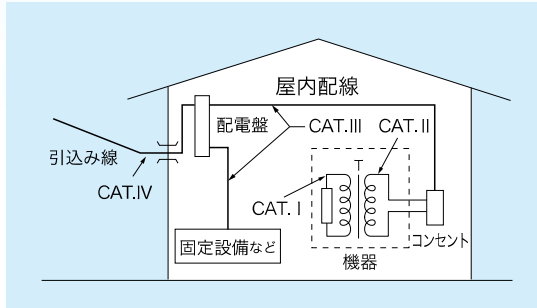 屋内配線
配電盤
CAT.III
CAT. II
引込み線
CAT.IV
T
CAT. I
コンセント
固定設備など
機器